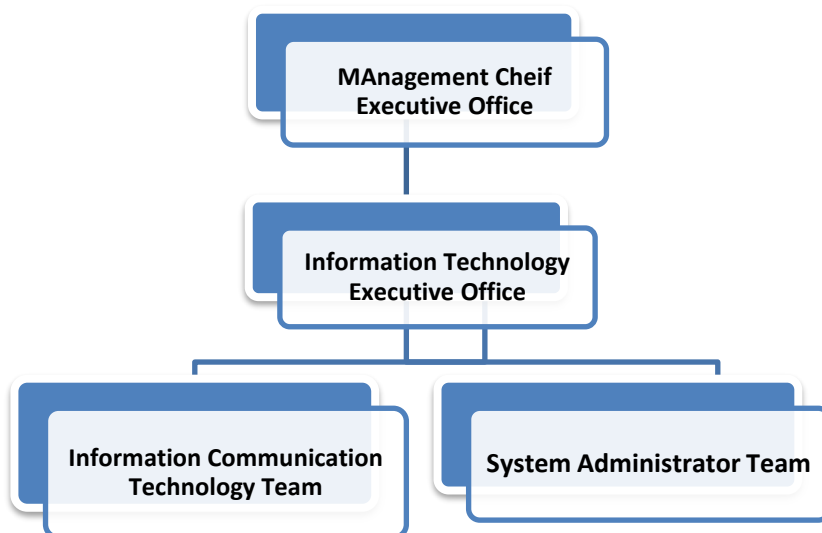 MAnagement Cheif
Executive Office
Information Technology
Executive Office
Information Communication
Technology Team
System Administrator Team